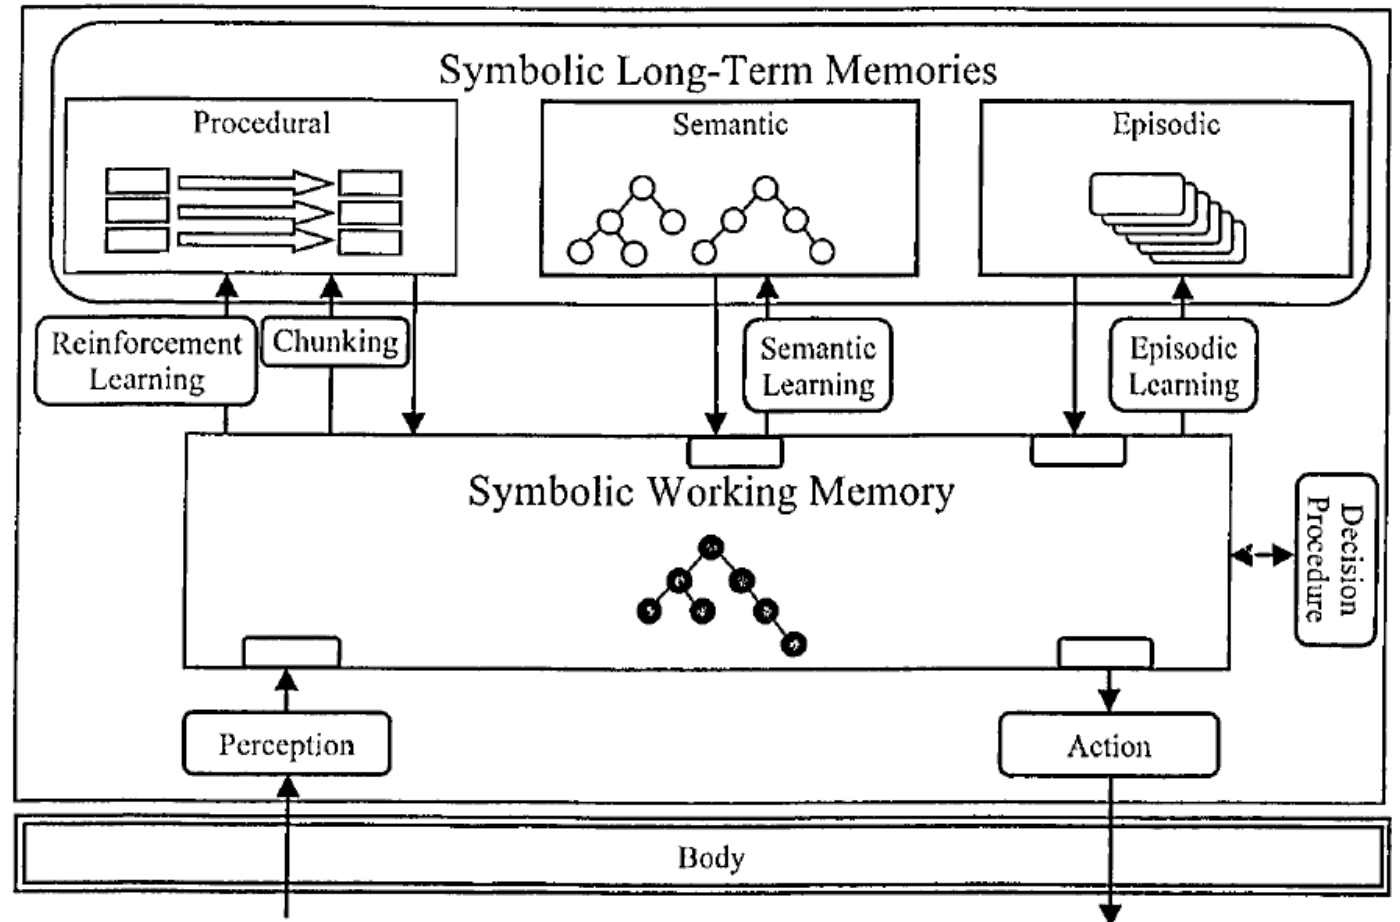 Symbolic Long-Term Memories
Procedural
Semantic
Episodic
Reinforcement
Learning
Chunking
Semantic
Learning
Episodic
Learning
Symbolic Working Memory
Decision
Procedure
Perception
Action
Body